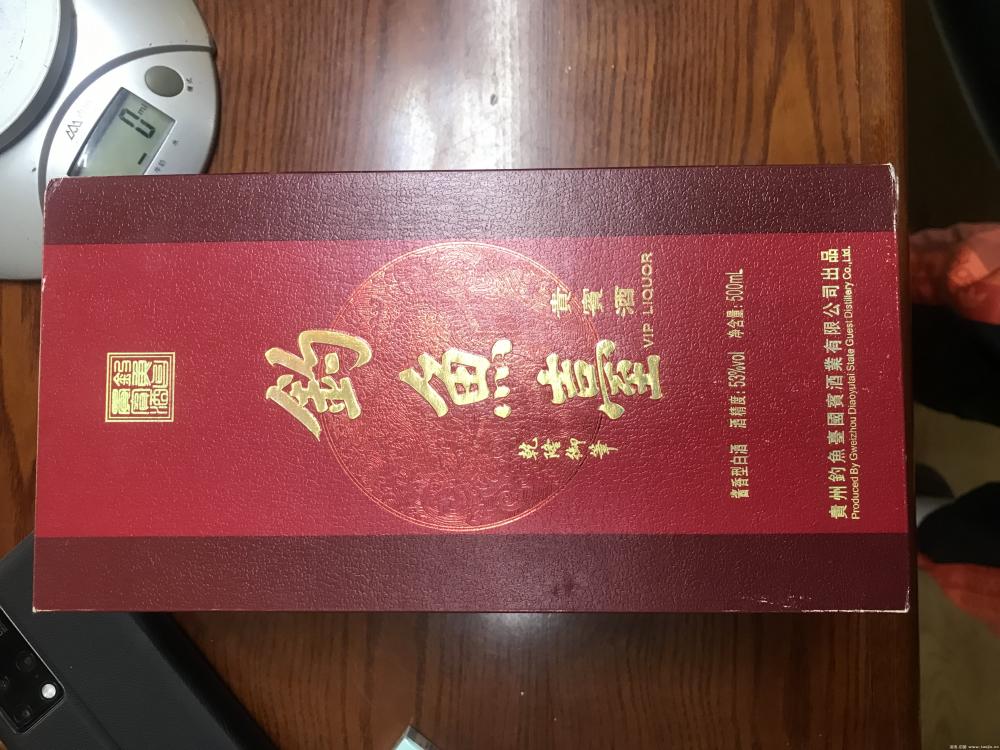 釣魚臺
乾隆御筆
貴賓酒
VIP LIQUOR
酱香型白酒 酒精度:53%vol 净含量:500mL
貴州釣魚臺國賓酒業有限公司出品
Produced By Gweizhou Diaoyutai State Guest Distillery Co.,Ltd.